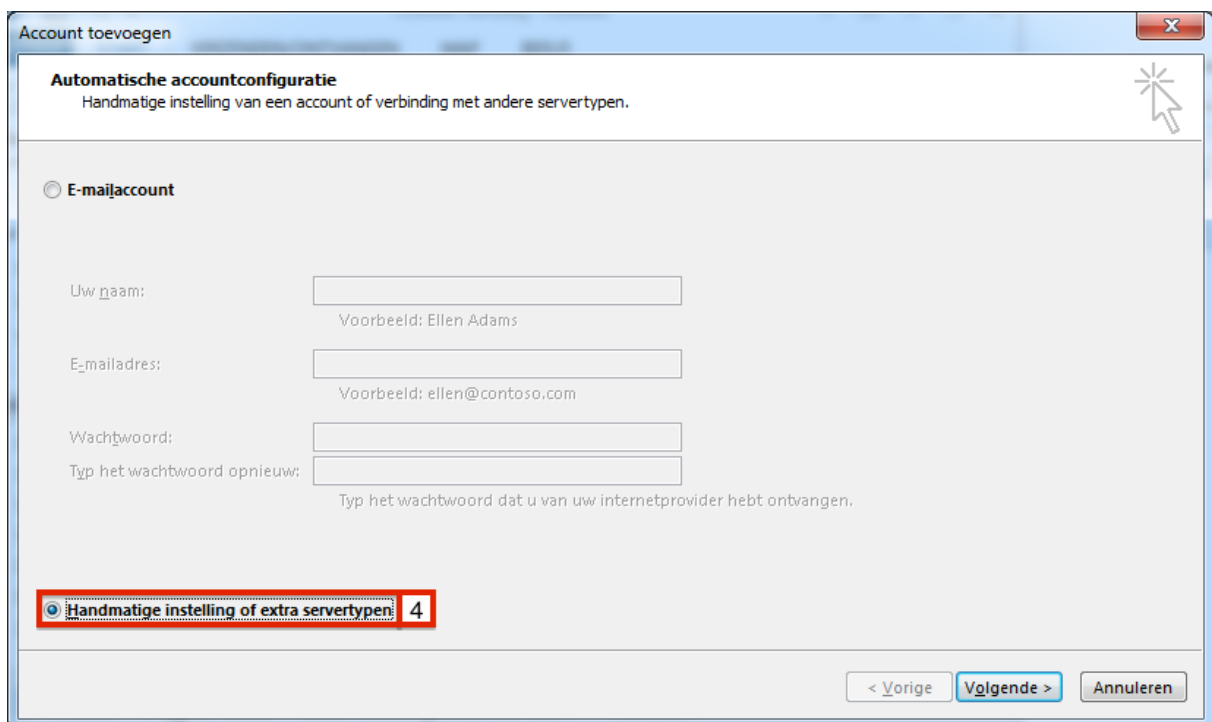 Account toevoegen
Automatische accountconfiguratie
Handmatige instelling van een account of verbinding met andere servertypen.
E-mailaccount
Uw naam:
Voorbeeld: Ellen Adams
E-mailadres:
Voorbeeld: ellen@contoso.com
Wachtwoord:
Typ het wachtwoord opnieuw:
Typ het wachtwoord dat u van uw internetprovider hebt ontvangen.
Handmatige instelling of extra servertypen 4
< Vorige Volgende > Annuleren